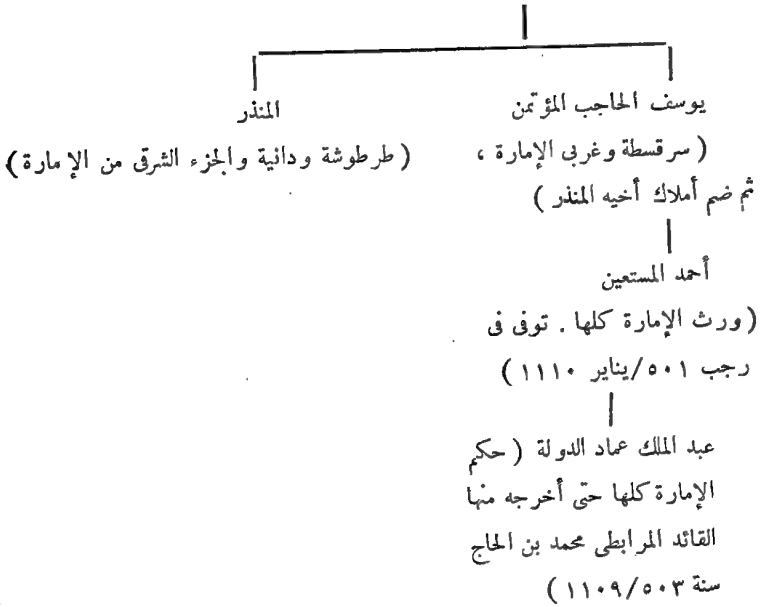 يوسف الحاجب المؤتمن
(سرقسطة وغربى الإمارة ،
ثم ضم أملاك أخيه المنذر )
المنذر
( طرطوشة ودانية والجزء الشرقى من الإمارة )
أحمد المستعين
( ورث الإمارة كلها . توفى فى
رجب ٥٠١/يناير ١١١٠ )
عبد الملك عماد الدولة ( حكم
الإمارة كلها حتى أخرجه منها
القائد المرابطى محمد بن الحاج
سنة ١١٠٩/٥٠٣ )